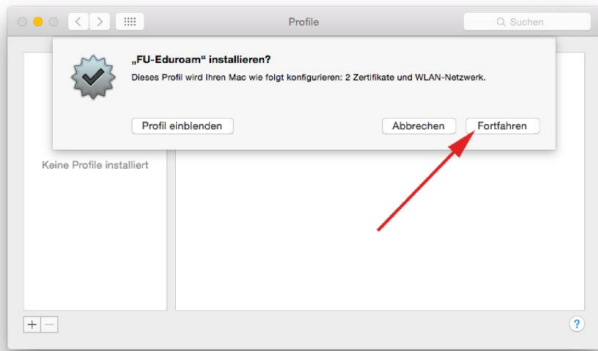 Profile
Suchen
„FU-Eduroam“ installieren?
Dieses Profil wird Ihren Mac wie folgt konfigurieren: 2 Zertifikate und WLAN-Netzwerk.
Profil einblenden
Abbrechen
Fortfahren
Keine Profile installiert
+ −
?